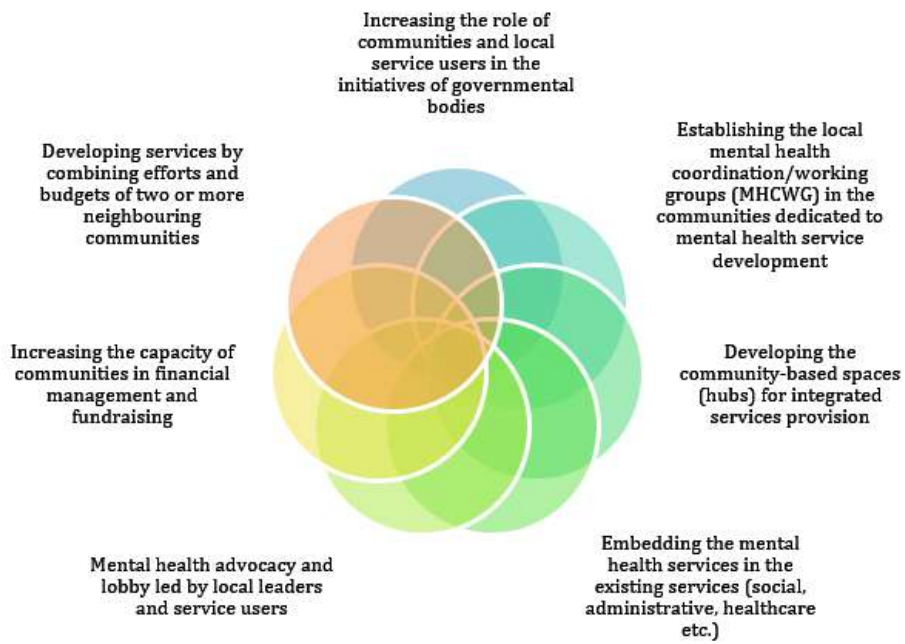 Increasing the role of
communities and local
service users in the
initiatives of governmental
bodies
Establishing the local
mental health
coordination/working
groups (MHCWG) in the
communities dedicated to
mental health service
development
Developing the
community-based spaces
(hubs) for integrated
services provision
Embedding the mental
health services in the
existing services (social,
administrative, healthcare
etc.)
Mental health advocacy and
lobby led by local leaders
and service users
Increasing the capacity of
communities in financial
management and
fundraising
Developing services by
combining efforts and
budgets of two or more
neighbouring
communities